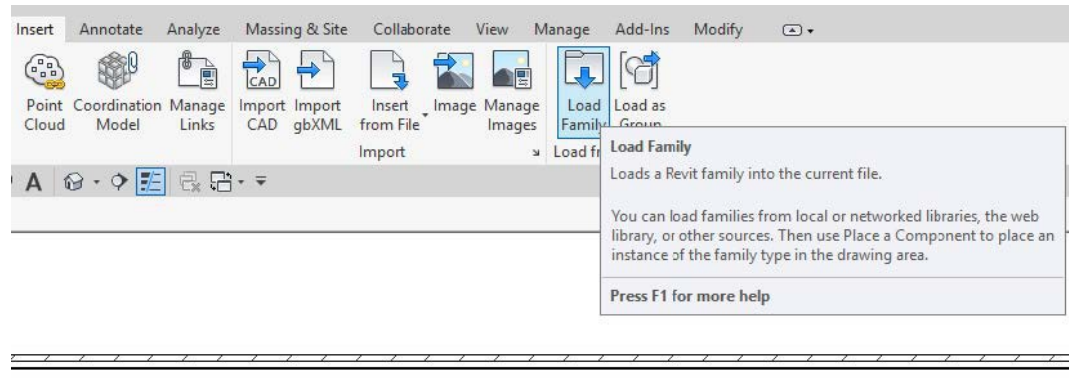 Insert Annotate Analyze Massing & Site Collaborate View Manage Add-Ins Modify
CAD
Point Coordination Manage Import Import Insert Image Manage Load Load as
Cloud Model Links CAD gbXML from File Images Family Group
Import Load fr
Load Family
Loads a Revit family into the current file.
You can load families from local or networked libraries, the web
library, or other sources. Then use Place a Component to place an
instance of the family type in the drawing area.
Press F1 for more help
A